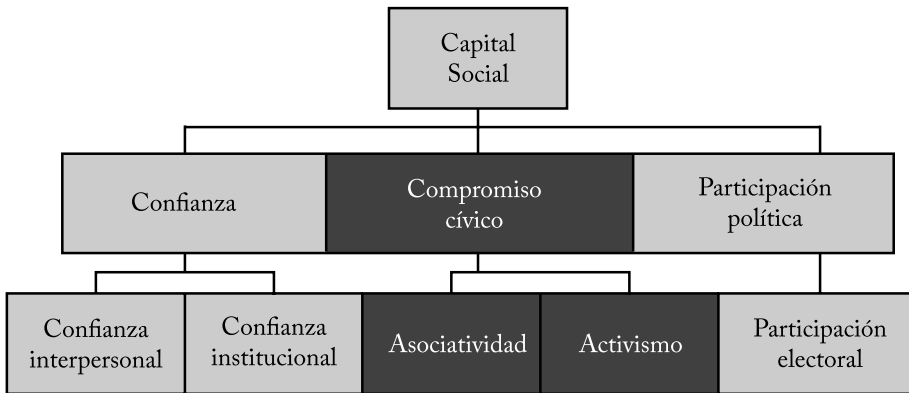 Capital
Social
Confianza
Compromiso
cívico
Participación
política
Confianza
interpersonal
Confianza
institucional
Asociatividad
Activismo
Participación
electoral